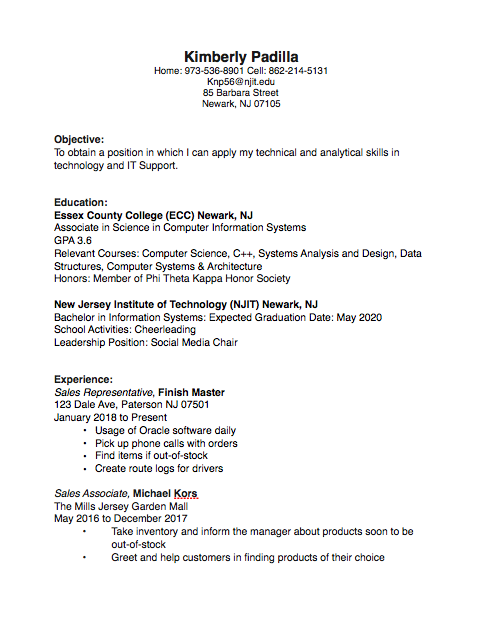 Kimberly Padilla
Home: 973-536-8901 Cell: 862-214-5131
Knp56@njit.edu
85 Barbara Street
Newark, NJ 07105
Objective:
To obtain a position in which I can apply my technical and analytical skills in
technology and IT Support.
Education:
Essex County College (ECC) Newark, NJ
Associate in Science in Computer Information Systems
GPA 3.6
Relevant Courses: Computer Science, C++, Systems Analysis and Design, Data
Structures, Computer Systems & Architecture
Honors: Member of Phi Theta Kappa Honor Society
New Jersey Institute of Technology (NJIT) Newark, NJ
Bachelor in Information Systems: Expected Graduation Date: May 2020
School Activities: Cheerleading
Leadership Position: Social Media Chair
Experience:
Sales Representative, Finish Master
123 Dale Ave, Paterson NJ 07501
January 2018 to Present
• Usage of Oracle software daily
• Pick up phone calls with orders
• Find items if out-of-stock
• Create route logs for drivers
Sales Associate, Michael Kors
The Mills Jersey Garden Mall
May 2016 to December 2017
• Take inventory and inform the manager about products soon to be
out-of-stock
• Greet and help customers in finding products of their choice